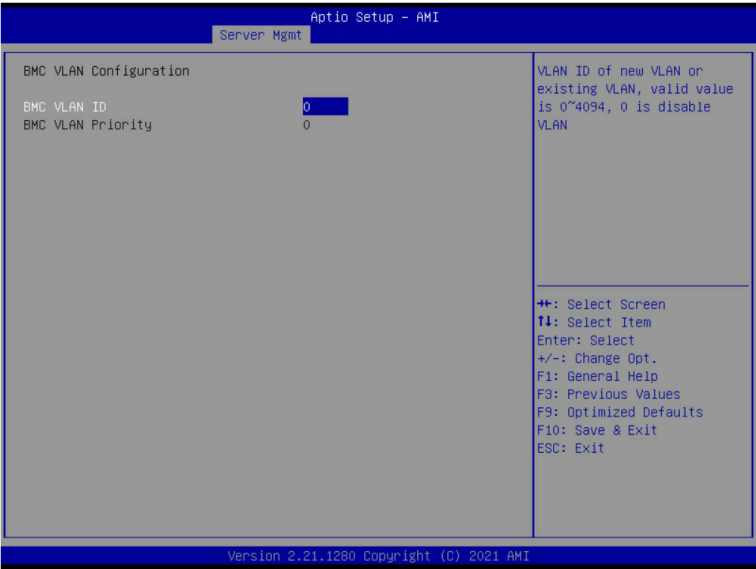 Aptio Setup - AMI
Server Mgmt
BMC VLAN Configuration
BMC VLAN ID 0
BMC VLAN Priority 0
VLAN ID of new VLAN or
existing VLAN, valid value
is 0~4094, 0 is disable
VLAN
→←: Select Screen
↑↓: Select Item
Enter: Select
+/-: Change Opt.
F1: General Help
F3: Previous Values
F9: Optimized Defaults
F10: Save & Exit
ESC: Exit
Version 2.21.1280 Copyright (C) 2021 AMI